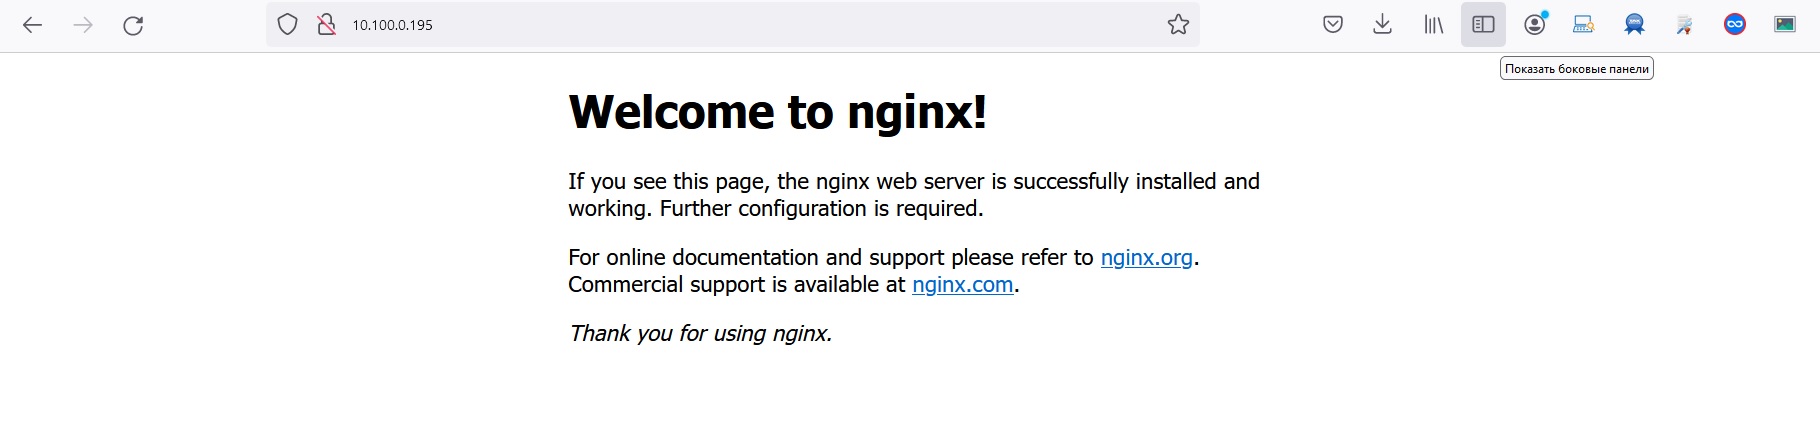 10.100.0.195
Показать боковые панели
Welcome to nginx!
If you see this page, the nginx web server is successfully installed and
working. Further configuration is required.
For online documentation and support please refer to nginx.org.
Commercial support is available at nginx.com.
Thank you for using nginx.